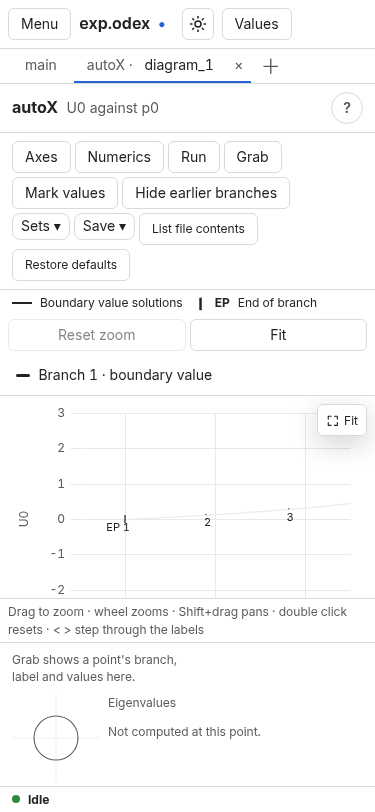 Menu exp.odex Values
main autoX · diagram_1 × +
autoX U0 against p0 ?
Axes Numerics Run Grab
Mark values Hide earlier branches
Sets ▾ Save ▾ List file contents
Restore defaults
Boundary value solutions EP End of branch
Reset zoom Fit
Branch 1 · boundary value
Fit
3
2
1
0
-1
-2
U0
EP 1
2
3
Drag to zoom · wheel zooms · Shift+drag pans · double click
resets · < > step through the labels
Grab shows a point's branch,
label and values here.
Eigenvalues
Not computed at this point.
Idle